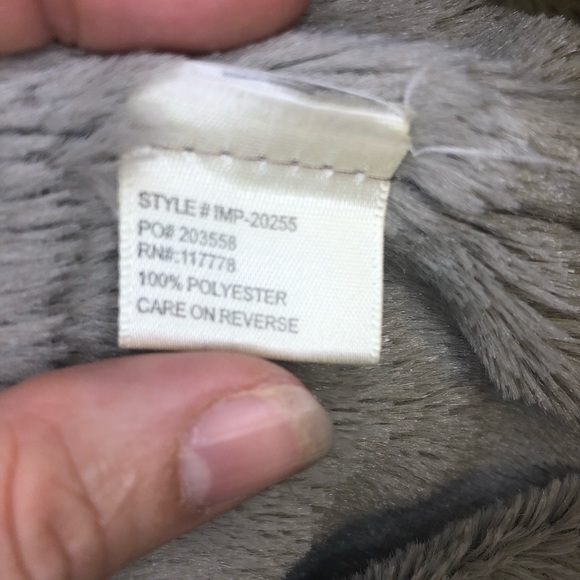 STYLE # IMP-20255
PO# 203558
RN#:117778
100% POLYESTER
CARE ON REVERSE